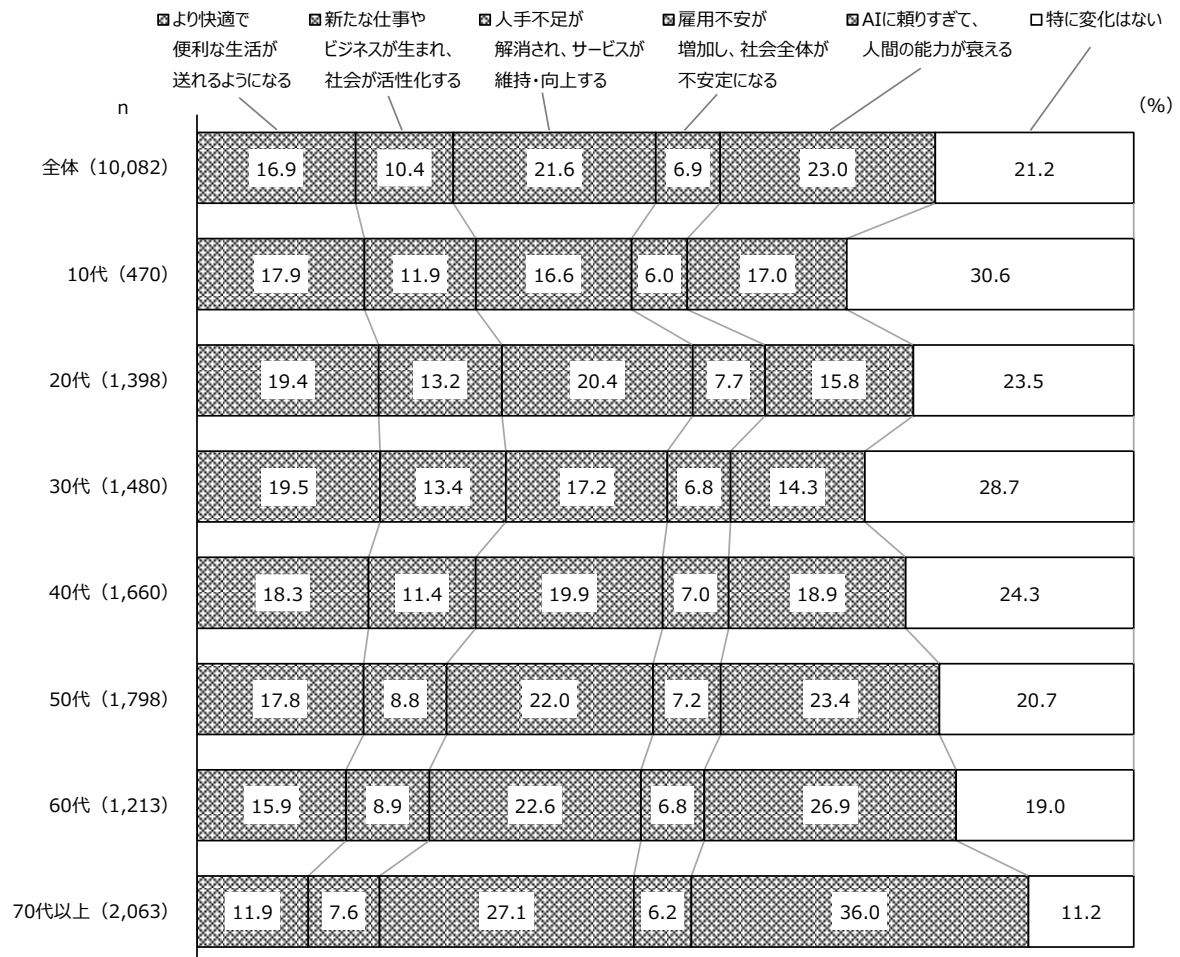 より快適で
便利な生活が
送れるようになる
新たな仕事や
ビジネスが生まれ、
社会が活性化する
人手不足が
解消され、サービスが
維持・向上する
雇用不安が
増加し、社会全体が
不安定になる
AIに頼りすぎて、
人間の能力が衰える
特に変化はない
n
(%)
全体（10,082） 16.9 10.4 21.6 6.9 23.0 21.2
10代（470） 17.9 11.9 16.6 6.0 17.0 30.6
20代（1,398） 19.4 13.2 20.4 7.7 15.8 23.5
30代（1,480） 19.5 13.4 17.2 6.8 14.3 28.7
40代（1,660） 18.3 11.4 19.9 7.0 18.9 24.3
50代（1,798） 17.8 8.8 22.0 7.2 23.4 20.7
60代（1,213） 15.9 8.9 22.6 6.8 26.9 19.0
70代以上（2,063） 11.9 7.6 27.1 6.2 36.0 11.2